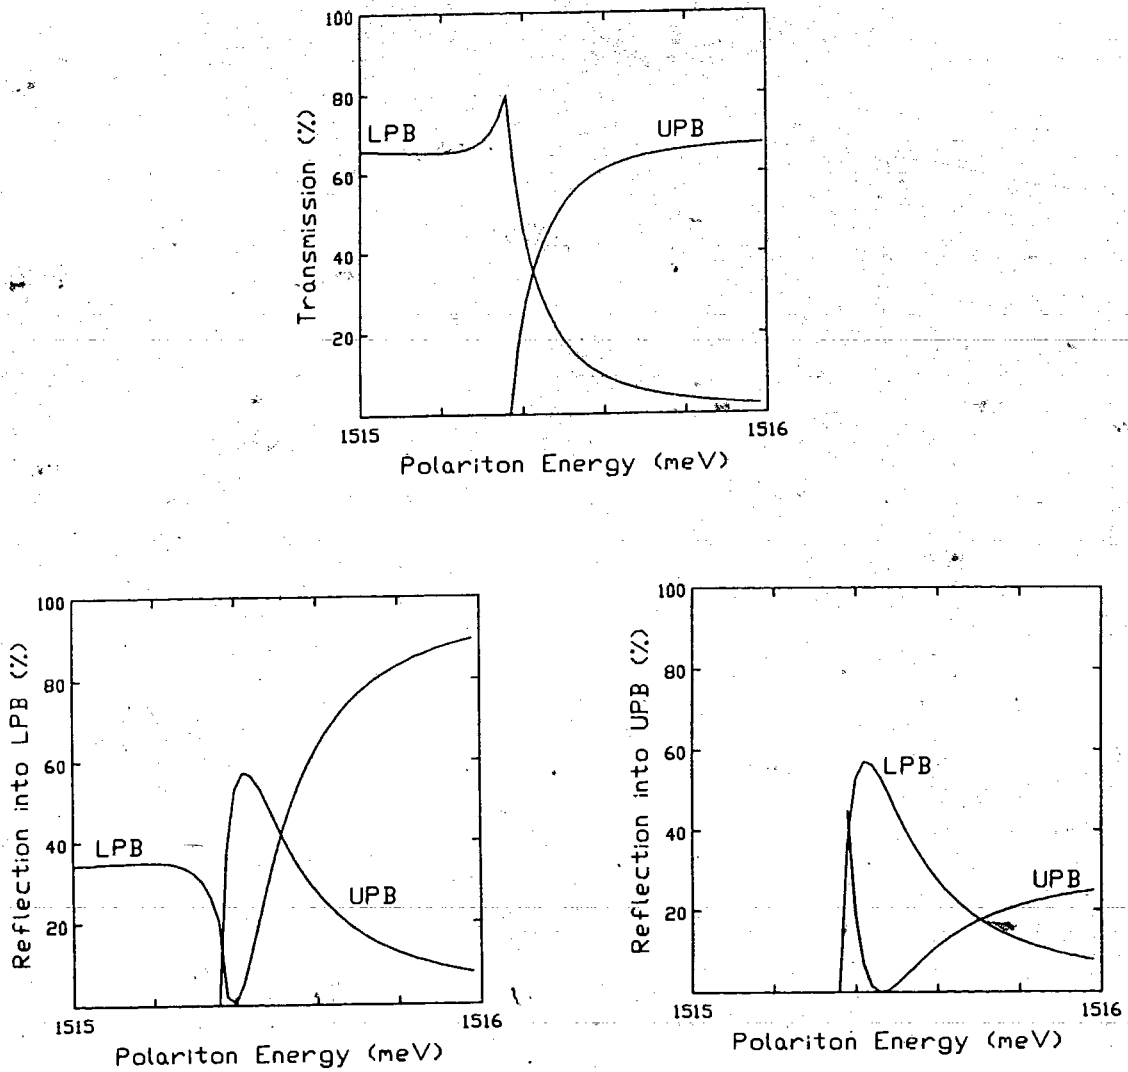 100
80
60
40
20
Transmission (%)
LPB
UPB
1515
1516
Polariton Energy (meV)
100
80
60
40
20
Reflection into LPB (%)
LPB
UPB
1515
1516
Polariton Energy (meV)
100
80
60
40
20
Reflection into UPB (%)
LPB
UPB
1515
1516
Polariton Energy (meV)